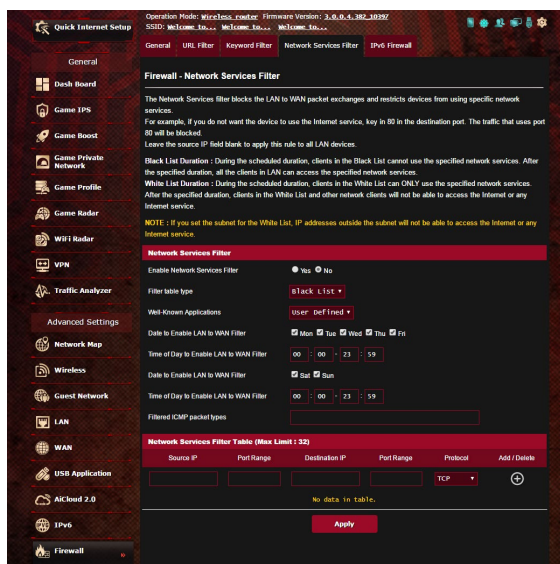 Quick Internet Setup
General
Dash Board
Game IPS
Game Boost
Game Private
Network
Game Profile
Game Radar
WiFi Radar
VPN
Traffic Analyzer
Advanced Settings
Network Map
Wireless
Guest Network
LAN
WAN
USB Application
AiCloud 2.0
IPv6
Firewall
Operation Mode: Wireless router Firmware Version: 3.0.0.4.382_10397
SSID: Welcome to... Welcome to... Welcome to...
General URL Filter Keyword Filter Network Services Filter IPv6 Firewall
Firewall - Network Services Filter
The Network Services filter blocks the LAN to WAN packet exchanges and restricts devices from using specific network
services.
For example, if you do not want the device to use the Internet service, key in 80 in the destination port. The traffic that uses port
80 will be blocked.
Leave the source IP field blank to apply this rule to all LAN devices.
Black List Duration : During the scheduled duration, clients in the Black List cannot use the specified network services. After
the specified duration, all the clients in LAN can access the specified network services.
White List Duration : During the scheduled duration, clients in the White List can ONLY use the specified network services.
After the specified duration, clients in the White List and other network clients will not be able to access the Internet or any
Internet service.
NOTE : If you set the subnet for the White List, IP addresses outside the subnet will not be able to access the Internet or any
Internet service.
Network Services Filter
Enable Network Services Filter Yes No
Filter table type Black List
Well-Known Applications User Defined
Date to Enable LAN to WAN Filter Mon Tue Wed Thu Fri
Time of Day to Enable LAN to WAN Filter 00 : 00 - 23 : 59
Date to Enable LAN to WAN Filter Sat Sun
Time of Day to Enable LAN to WAN Filter 00 : 00 - 23 : 59
Filtered ICMP packet types
Network Services Filter Table (Max Limit : 32)
Source IP Port Range Destination IP Port Range Protocol Add / Delete
TCP
No data in table.
Apply